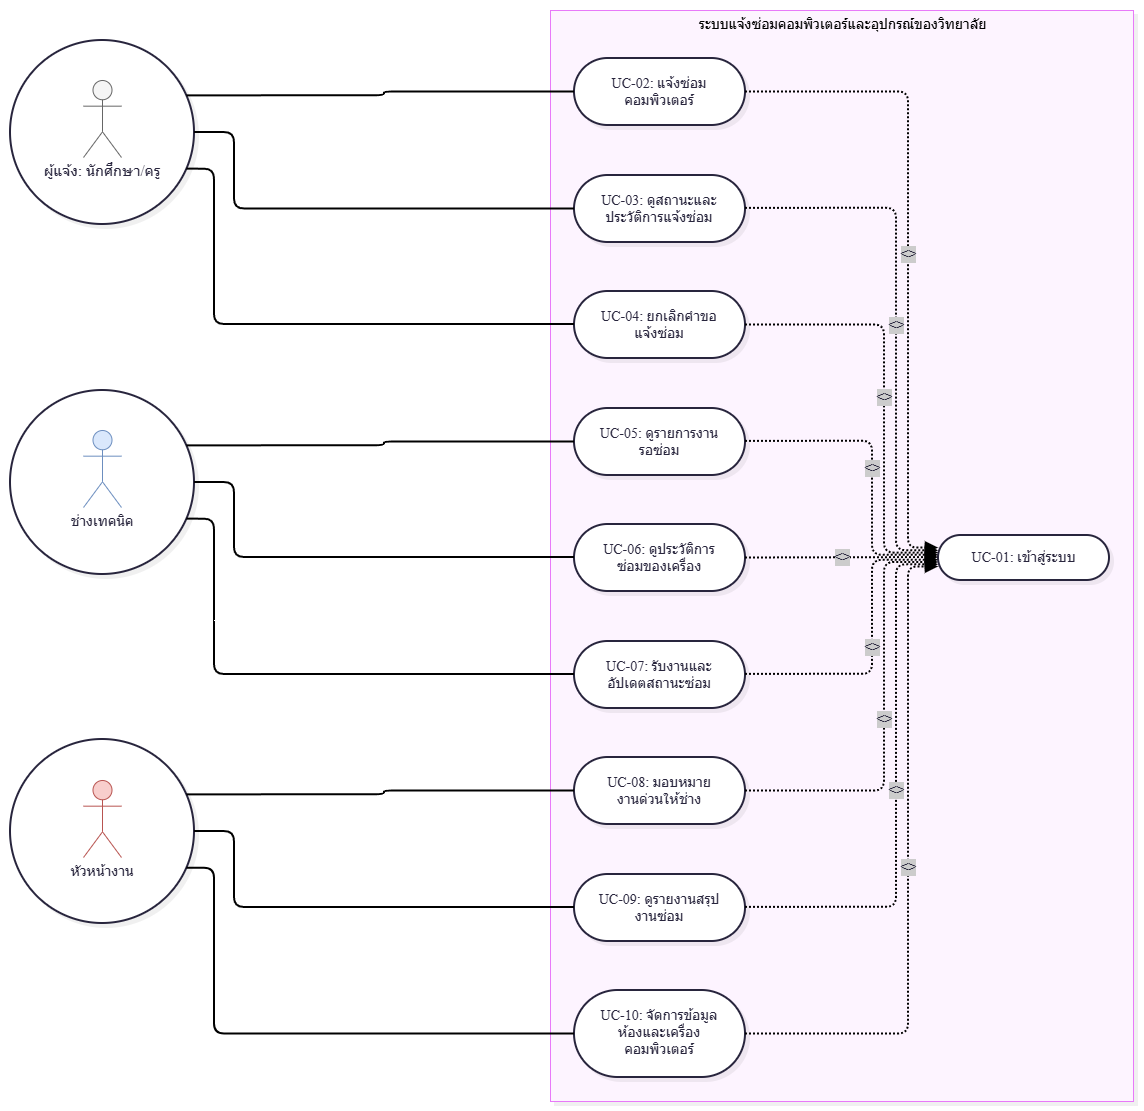 ระบบแจ้งซ่อมคอมพิวเตอร์และอุปกรณ์ของวิทยาลัย
ผู้แจ้ง: นักศึกษา/ครู
ช่างเทคนิค
หัวหน้างาน
UC-02: แจ้งซ่อม
คอมพิวเตอร์
UC-03: ดูสถานะและ
ประวัติการแจ้งซ่อม
UC-04: ยกเลิกคำขอ
แจ้งซ่อม
UC-05: ดูรายการงาน
รอซ่อม
UC-06: ดูประวัติการ
ซ่อมของเครื่อง
UC-07: รับงานและ
อัปเดตสถานะซ่อม
UC-08: มอบหมาย
งานด่วนให้ช่าง
UC-09: ดูรายงานสรุป
งานซ่อม
UC-10: จัดการข้อมูล
ห้องและเครื่อง
คอมพิวเตอร์
<>
<>
<>
<>
<>
<>
<>
<>
<>
UC-01: เข้าสู่ระบบ